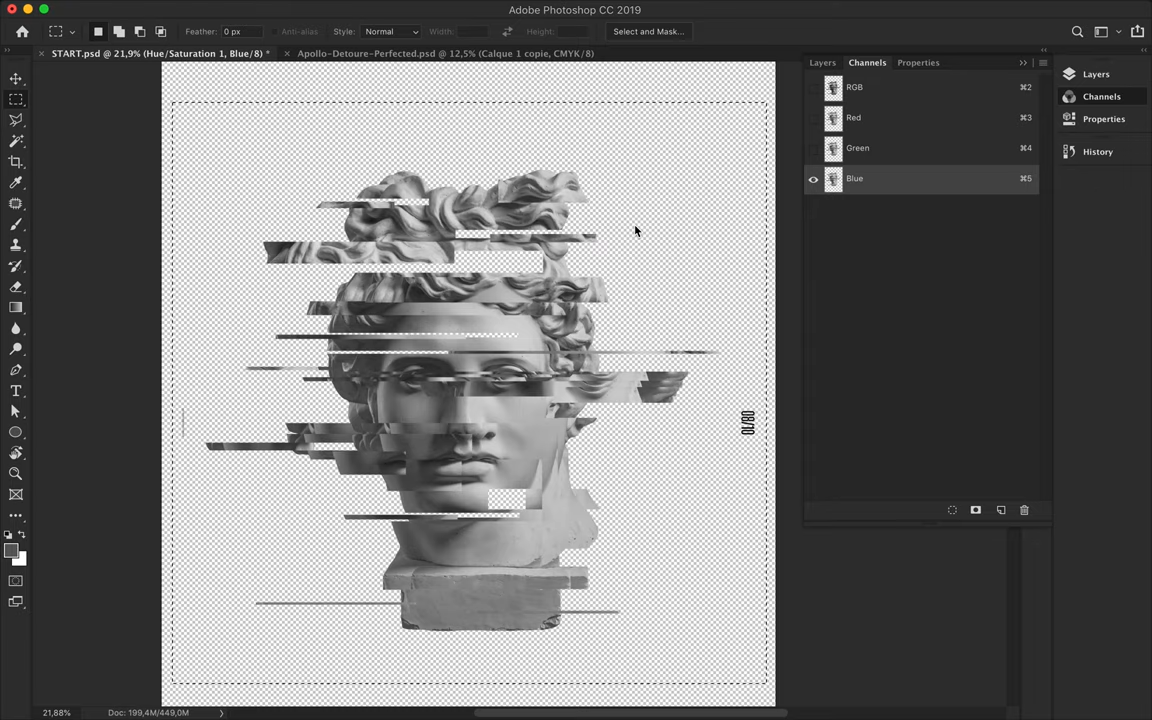 Adobe Photoshop CC 2019
Feather: 0 px Anti-alias Style: Normal Width: Height: Select and Mask...
START.psd @ 21,9% (Hue/Saturation 1, Blue/8) * Apollo-Detoure-Perfected.psd @ 12,5% (Calque 1 copie, CMYK/8)
Layers Channels Properties
RGB ⌘2
Red ⌘3
Green ⌘4
Blue ⌘5
Layers
Channels
Properties
History
08/10
21,88% Doc: 199,4M/449,0M